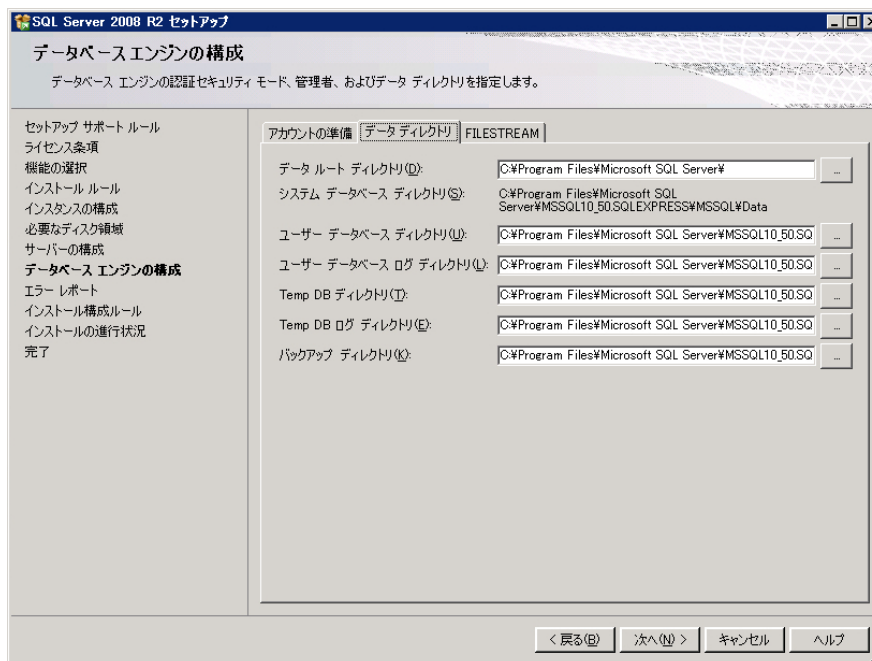 SQL Server 2008 R2 セットアップ
データベース エンジンの構成
データベース エンジンの認証セキュリティ モード、管理者、およびデータ ディレクトリを指定します。
セットアップ サポート ルール
ライセンス条項
機能の選択
インストール ルール
インスタンスの構成
必要なディスク領域
サーバーの構成
データベース エンジンの構成
エラー レポート
インストール構成ルール
インストールの進行状況
完了
アカウントの準備 データ ディレクトリ FILESTREAM
データ ルート ディレクトリ(D): C:¥Program Files¥Microsoft SQL Server¥ ...
システム データベース ディレクトリ(S): C:¥Program Files¥Microsoft SQL
Server¥MSSQL10_50.SQLEXPRESS¥MSSQL¥Data
ユーザー データベース ディレクトリ(U): C:¥Program Files¥Microsoft SQL Server¥MSSQL10_50.SQ ...
ユーザー データベース ログ ディレクトリ(L): C:¥Program Files¥Microsoft SQL Server¥MSSQL10_50.SQ ...
Temp DB ディレクトリ(T): C:¥Program Files¥Microsoft SQL Server¥MSSQL10_50.SQ ...
Temp DB ログ ディレクトリ(E): C:¥Program Files¥Microsoft SQL Server¥MSSQL10_50.SQ ...
バックアップ ディレクトリ(K): C:¥Program Files¥Microsoft SQL Server¥MSSQL10_50.SQ ...
< 戻る(B) 次へ(N) > キャンセル ヘルプ